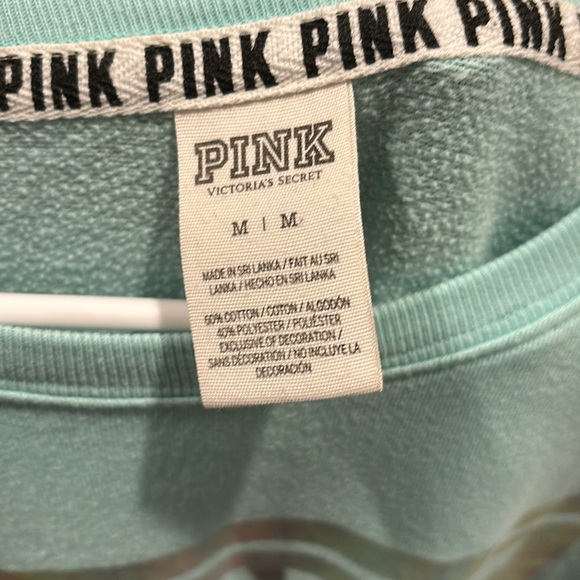 PINK PINK PINK PINK
PINK
VICTORIA'S SECRET
M | M
MADE IN SRI LANKA / FAIT AU SRI
LANKA / HECHO EN SRI LANKA
60% COTTON / COTON / ALGODÓN
40% POLYESTER / POLIÉSTER
EXCLUSIVE OF DECORATION /
SANS DÉCORATION / NO INCLUYE LA
DECORACIÓN